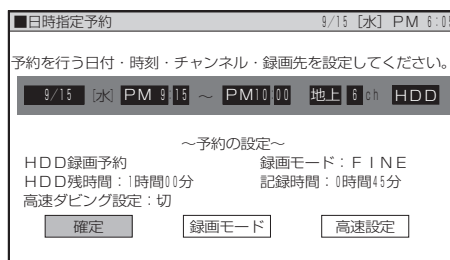 ■日時指定予約 9/15 [水] PM 6:05
予約を行う日付・時刻・チャンネル・録画先を設定してください。
9/15 [水] PM 9 15 ～ PM10 00 地上 6 ch HDD
～予約の設定～
HDD録画予約 録画モード：FINE
HDD残時間：1時間00分 記録時間：0時間45分
高速ダビング設定：切
確定 録画モード 高速設定